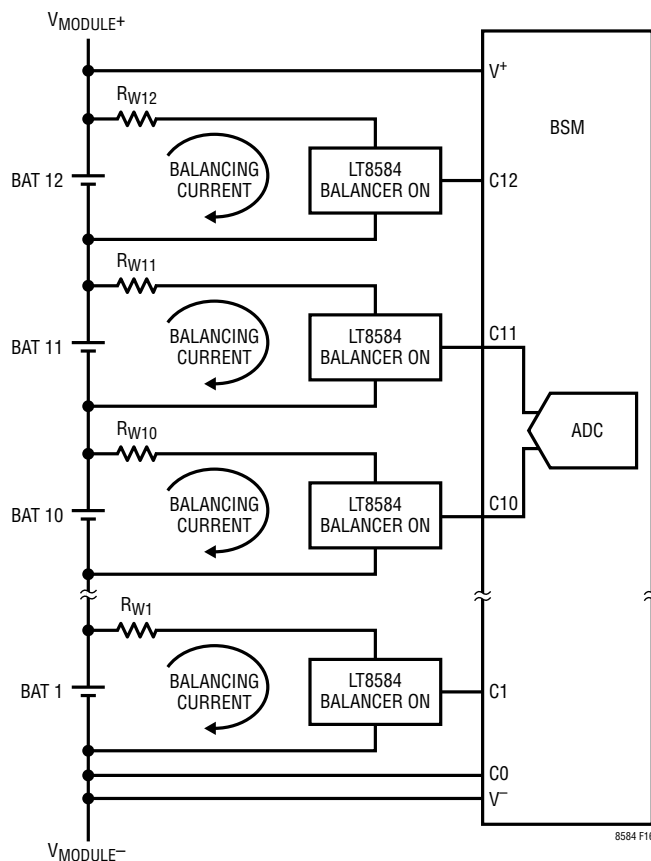 VMODULE+
V+
RW12
BSM
BAT 12
BALANCING
CURRENT
LT8584
BALANCER ON
C12
RW11
BAT 11
BALANCING
CURRENT
LT8584
BALANCER ON
C11
ADC
RW10
BAT 10
BALANCING
CURRENT
LT8584
BALANCER ON
C10
RW1
BAT 1
BALANCING
CURRENT
LT8584
BALANCER ON
C1
C0
V–
VMODULE–
8584 F16